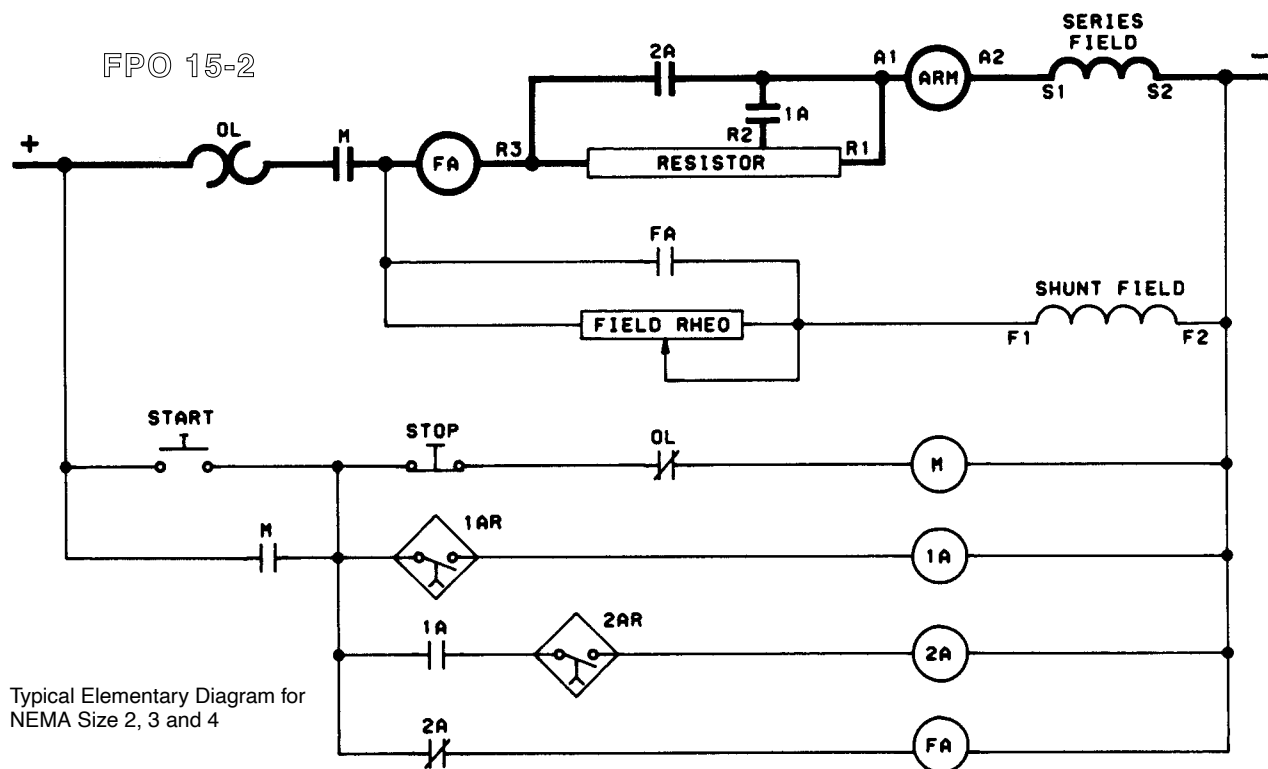 SERIES
FIELD
FPO 15-2
2A
A1
ARM
A2
−
S1
S2
1A
+
OL
M
FA
R3
R2
RESISTOR
R1
FA
SHUNT FIELD
FIELD RHEO
F1
F2
START
STOP
OL
M
M
1AR
1A
1A
2AR
2A
Typical Elementary Diagram for
NEMA Size 2, 3 and 4
2A
FA